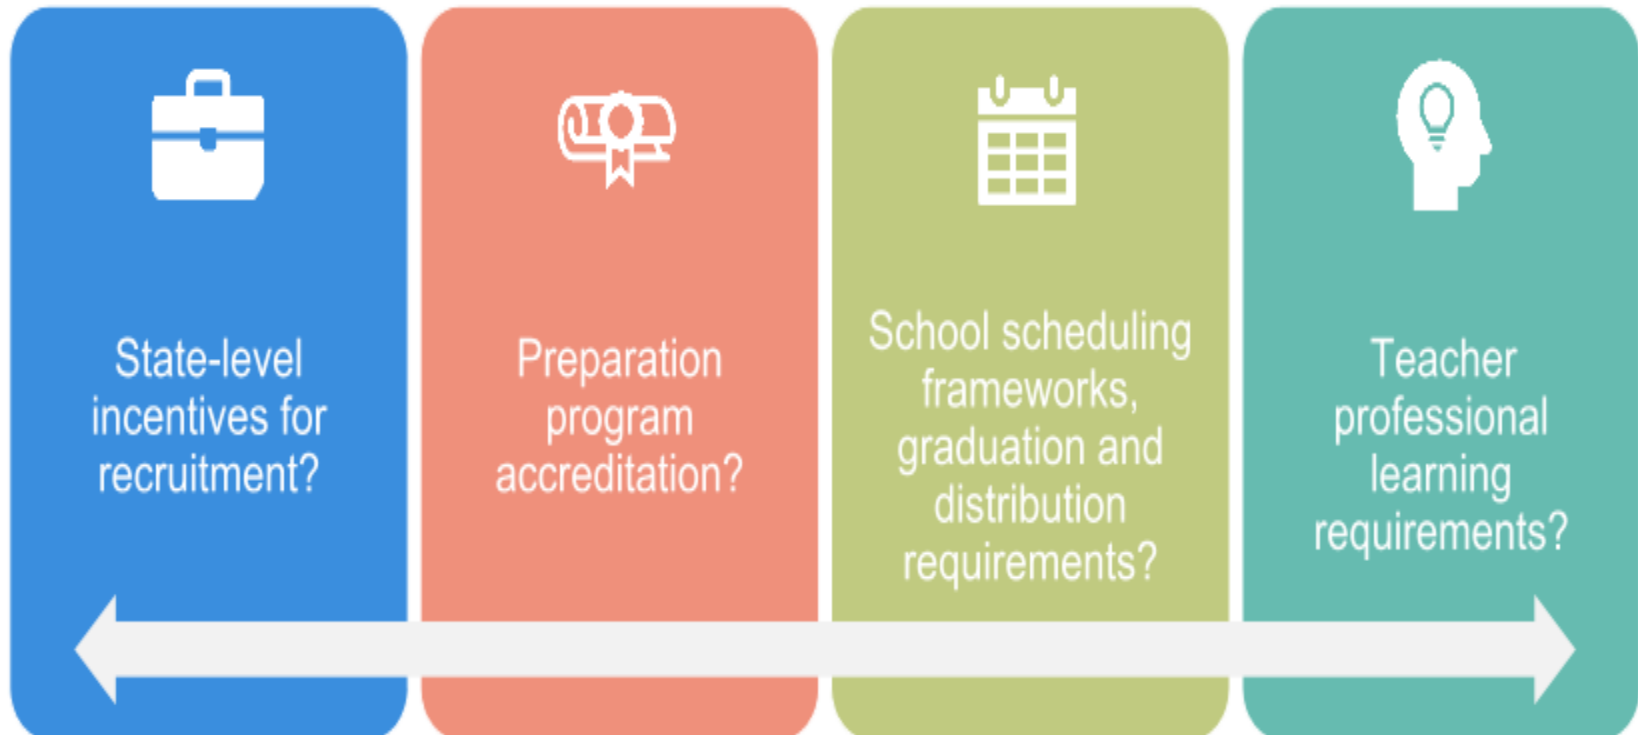 State-level
incentives for
recruitment?
Preparation
program
accreditation?
School scheduling
frameworks,
graduation and
distribution
requirements?
Teacher
professional
learning
requirements?